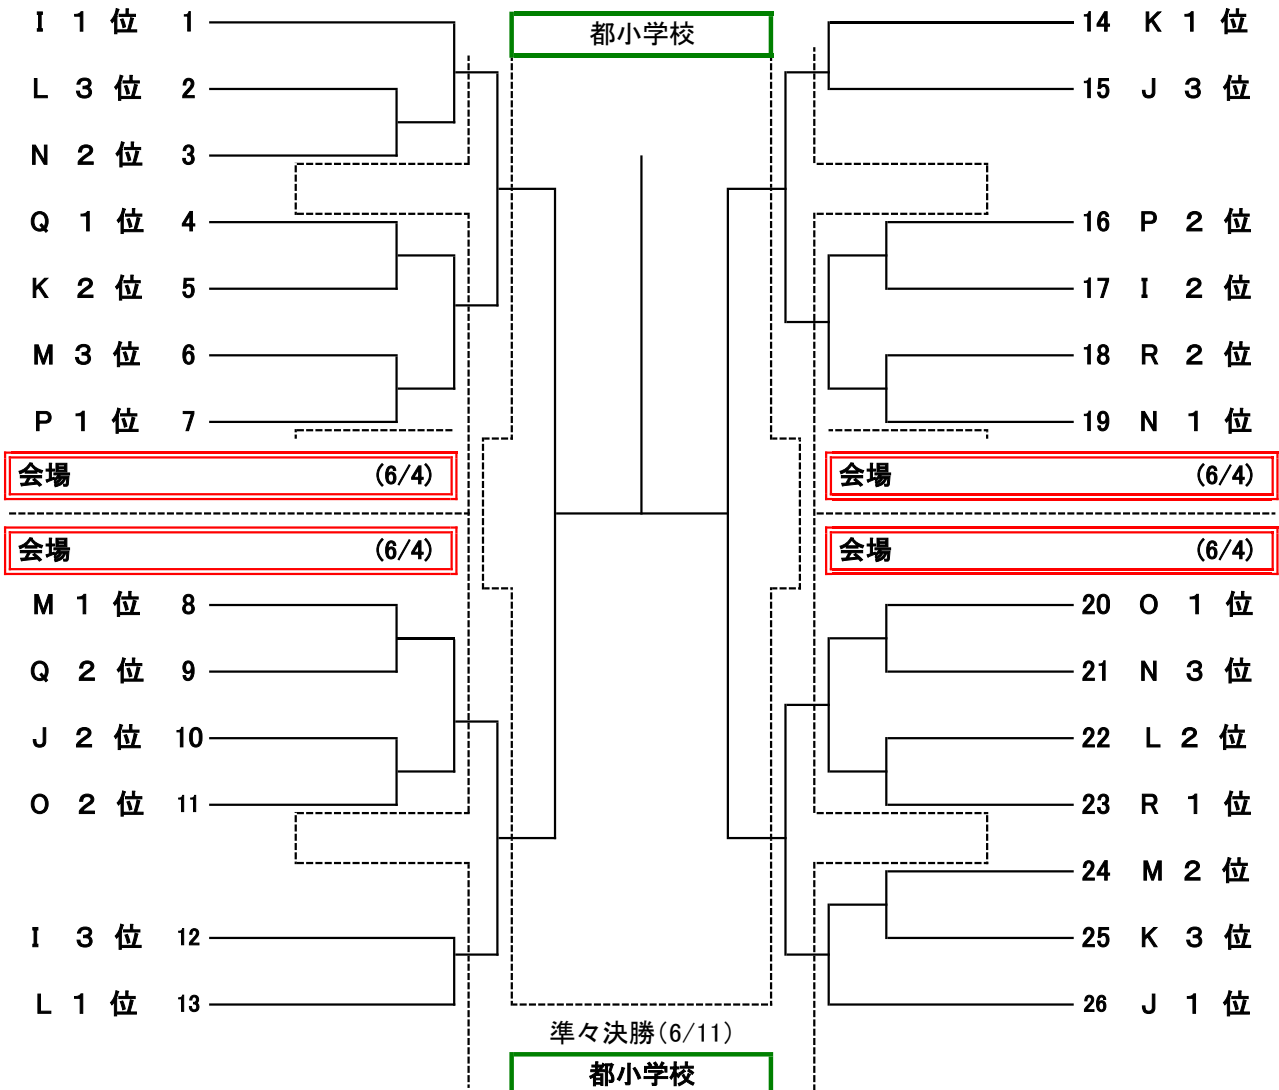 I 1 位 1
L 3 位 2
N 2 位 3
Q 1 位 4
K 2 位 5
M 3 位 6
P 1 位 7
会場 (6/4)
会場 (6/4)
M 1 位 8
Q 2 位 9
J 2 位 10
O 2 位 11
I 3 位 12
L 1 位 13
都小学校
準々決勝(6/11)
都小学校
14 K 1 位
15 J 3 位
16 P 2 位
17 I 2 位
18 R 2 位
19 N 1 位
会場 (6/4)
会場 (6/4)
20 O 1 位
21 N 3 位
22 L 2 位
23 R 1 位
24 M 2 位
25 K 3 位
26 J 1 位